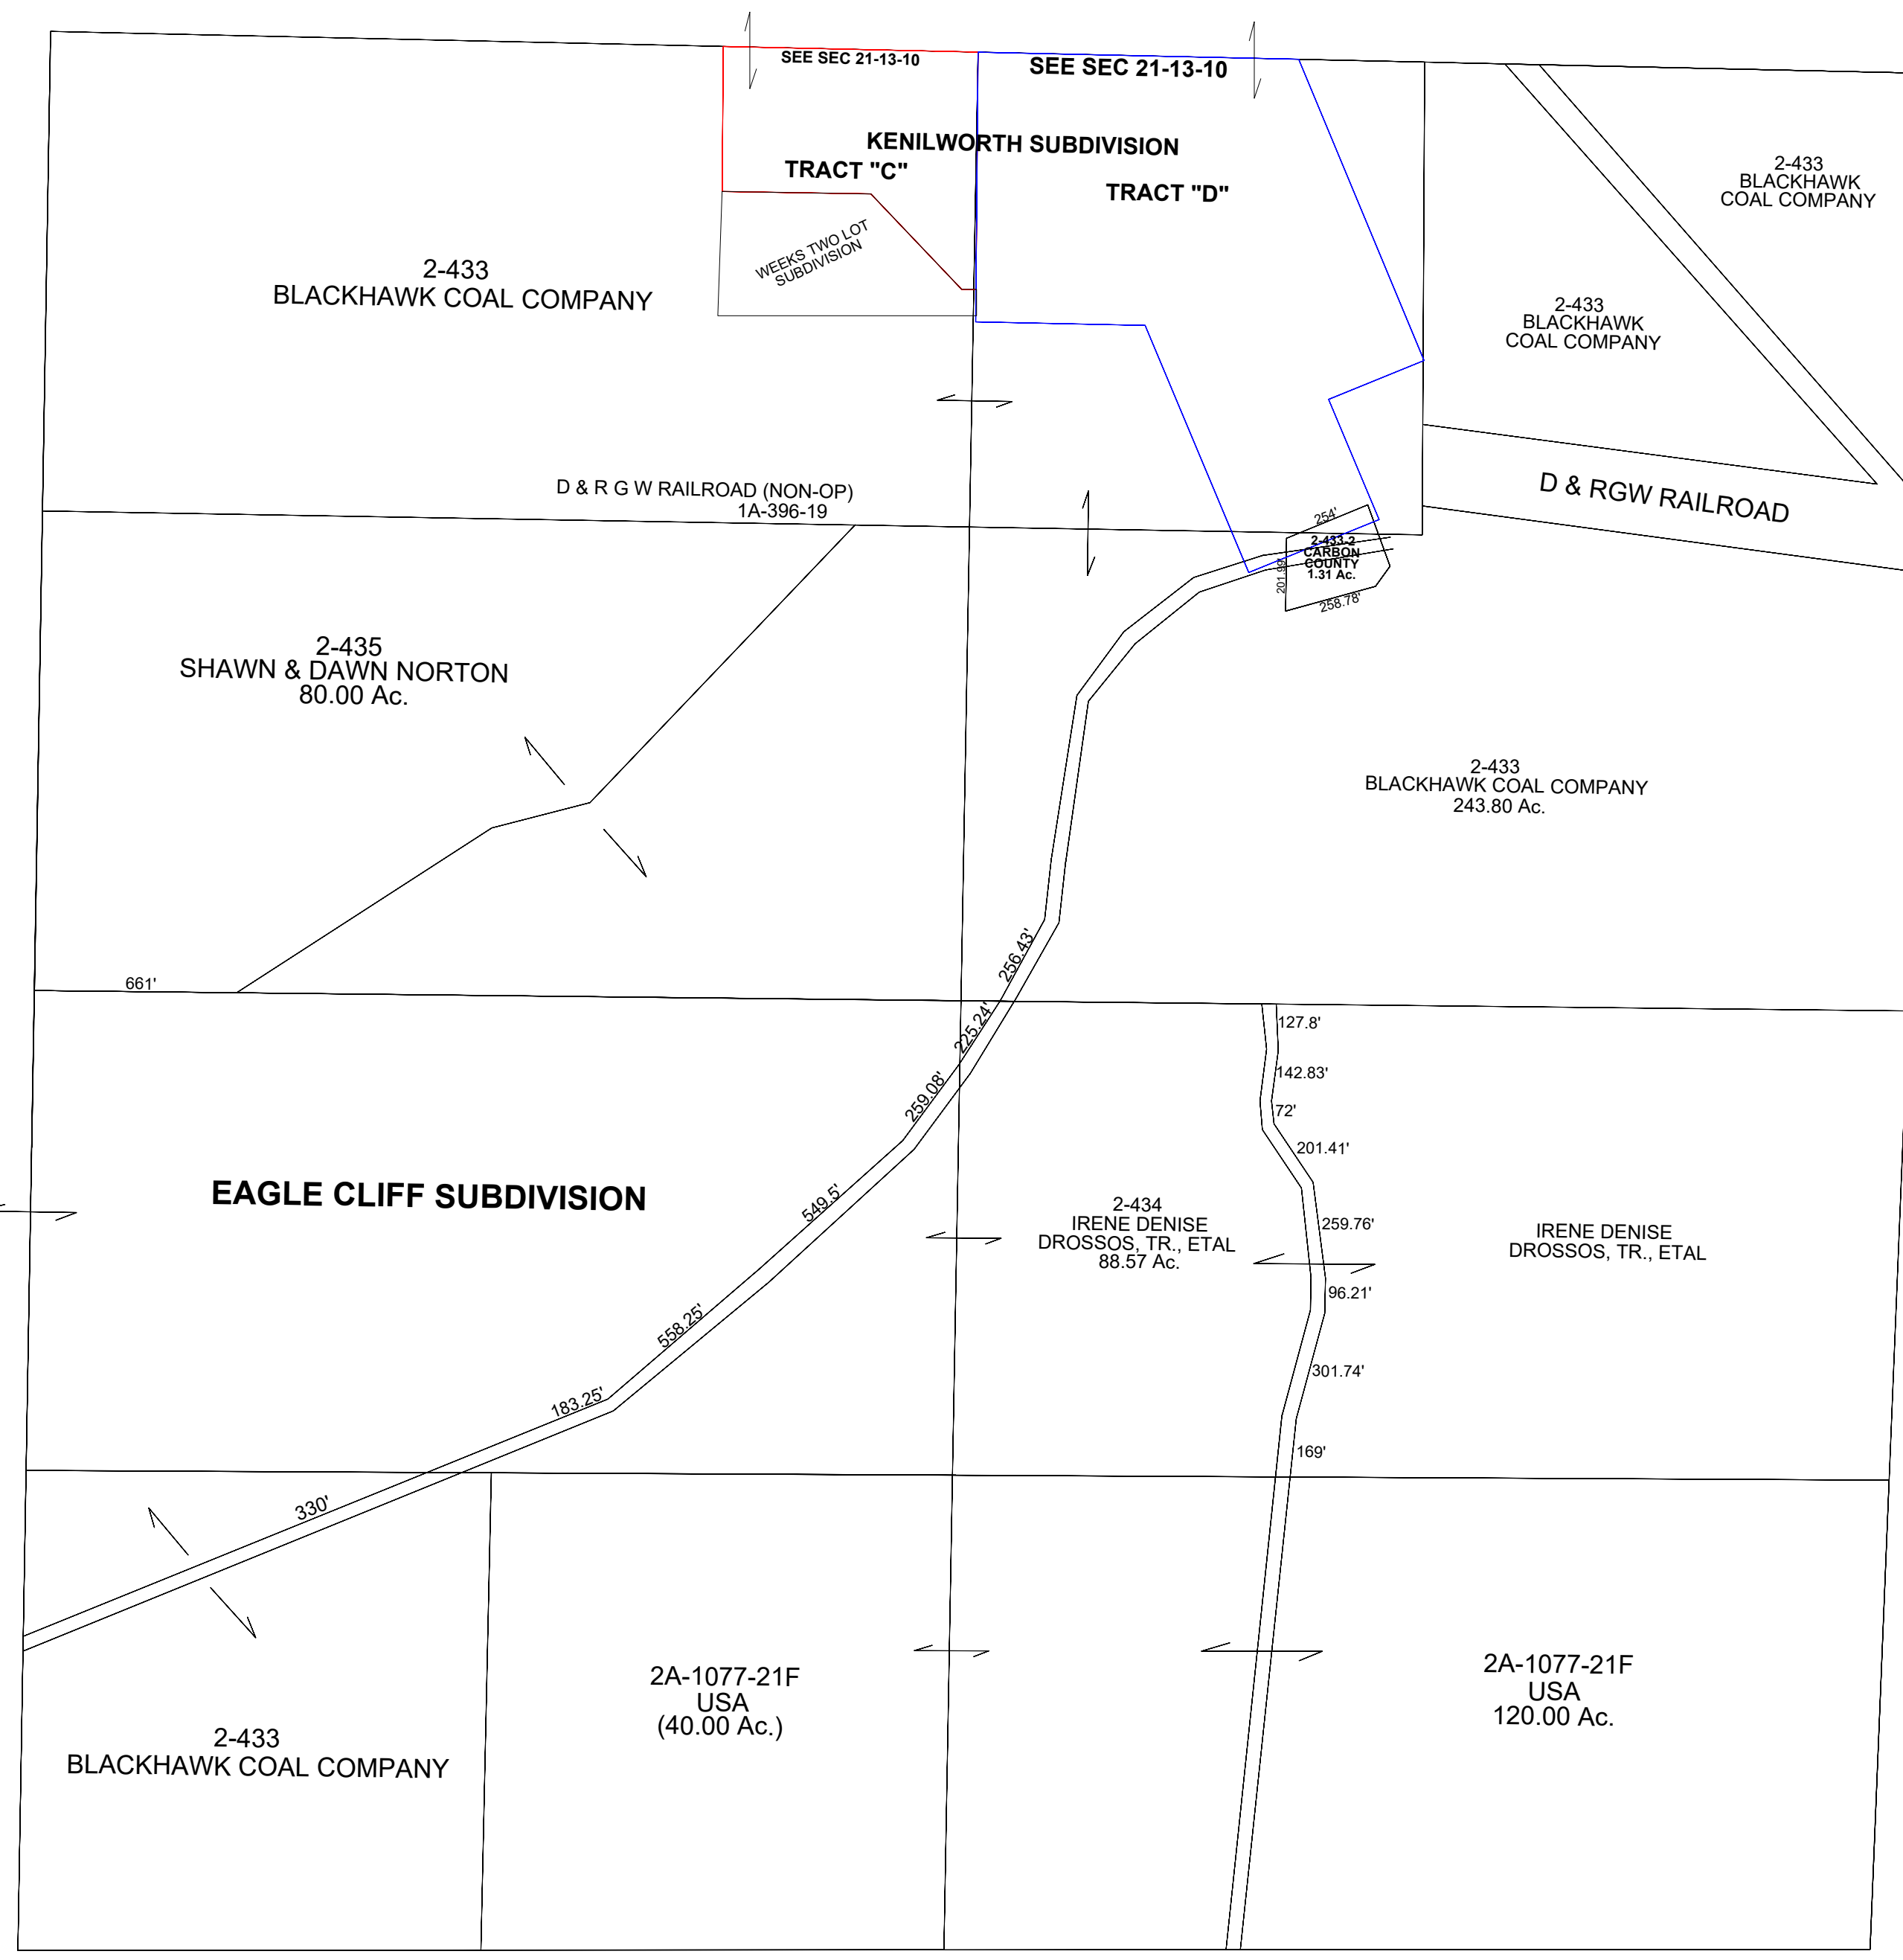 SEE SEC 21-13-10
SEE SEC 21-13-10
KENILWORTH SUBDIVISION
TRACT "C"
TRACT "D"
WEEKS TWO LOT
SUBDIVISION
2-433
BLACKHAWK
COAL COMPANY
2-433
BLACKHAWK COAL COMPANY
2-433
BLACKHAWK
COAL COMPANY
D & R G W RAILROAD (NON-OP)
1A-396-19
D & RGW RAILROAD
254'
2-433-2
CARBON
COUNTY
1.31 Ac.
201.99'
258.78'
2-435
SHAWN & DAWN NORTON
80.00 Ac.
2-433
BLACKHAWK COAL COMPANY
243.80 Ac.
661'
256.43'
225.24'
259.08'
549.5'
558.25'
183.25'
330'
127.8'
142.83'
72'
201.41'
259.76'
96.21'
301.74'
169'
EAGLE CLIFF SUBDIVISION
2-434
IRENE DENISE
DROSSOS, TR., ETAL
88.57 Ac.
IRENE DENISE
DROSSOS, TR., ETAL
2-433
BLACKHAWK COAL COMPANY
2A-1077-21F
USA
(40.00 Ac.)
2A-1077-21F
USA
120.00 Ac.